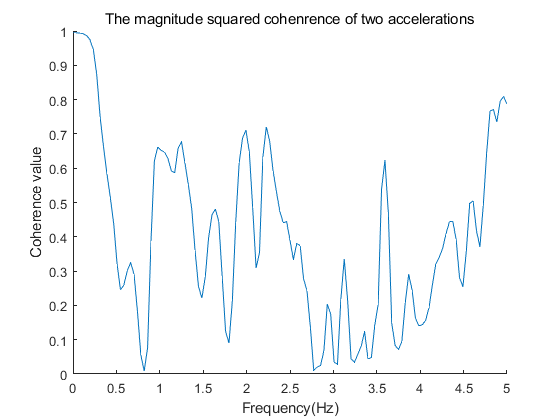 The magnitude squared cohenrence of two accelerations
1
0.9
0.8
0.7
0.6
0.5
0.4
0.3
0.2
0.1
0
Coherence value
0 0.5 1 1.5 2 2.5 3 3.5 4 4.5 5
Frequency(Hz)